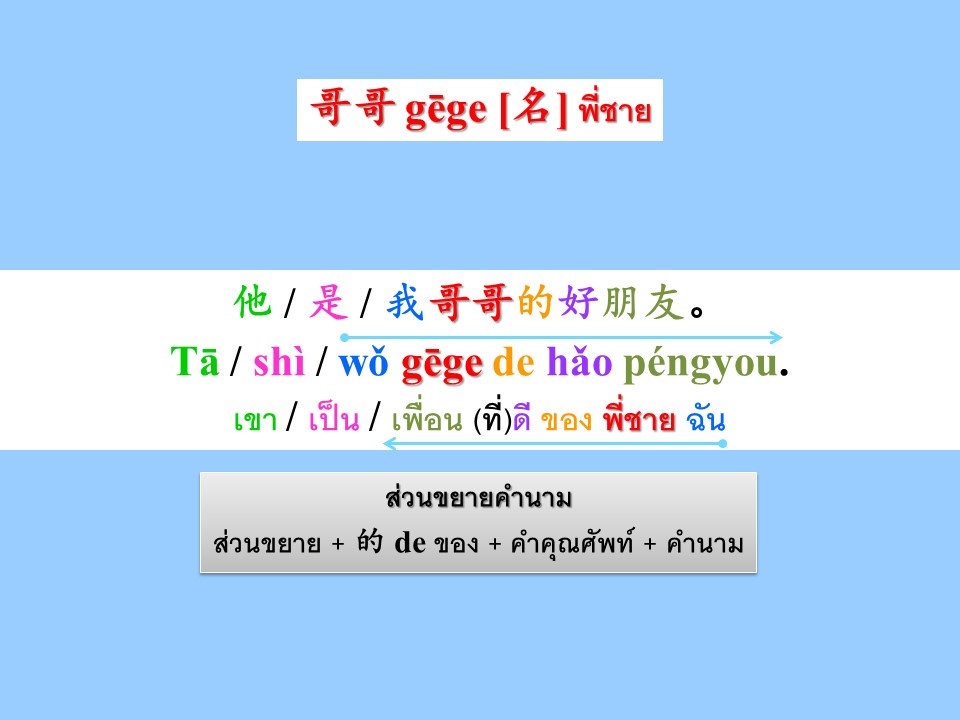 哥哥 gēge [名] พี่ชาย
他 / 是 / 我哥哥的好朋友。
Tā / shì / wǒ gēge de hǎo péngyou.
เขา / เป็น / เพื่อน (ที่)ดี ของ พี่ชาย ฉัน
ส่วนขยายคำนาม
ส่วนขยาย + 的 de ของ + คำคุณศัพท์ + คำนาม